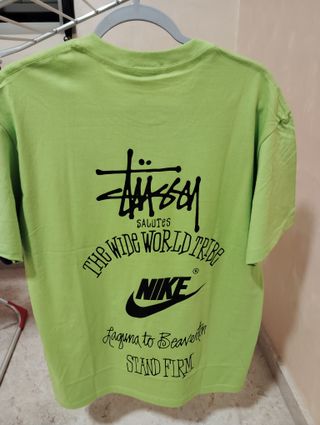 Stüssy
SALUTES
THE WIDE WORLD TRIBE
NIKE®
Laguna to Beaverton
STAND FIRM